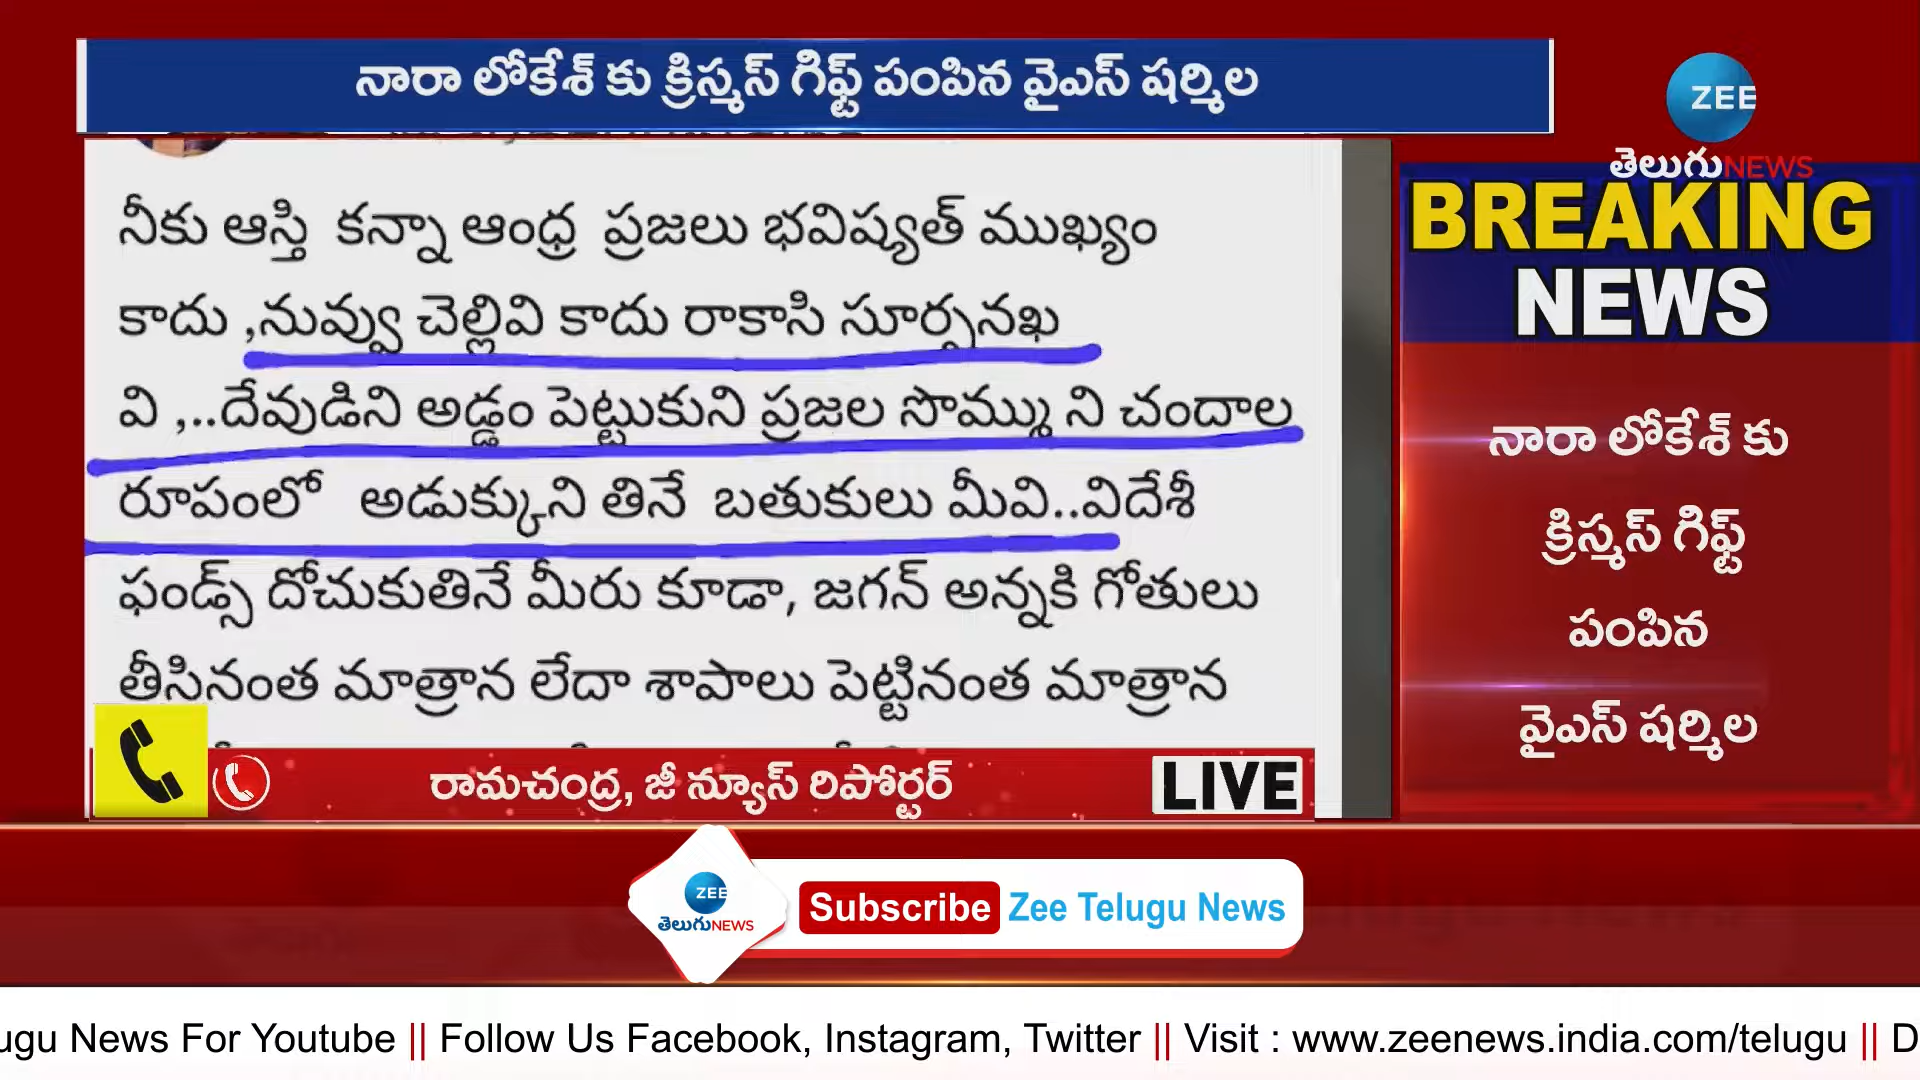 నారా లోకేశ్ కు క్రిస్మస్ గిఫ్ట్ పంపిన వైఎస్ షర్మిల
ZEE
తెలుగుNEWS
BREAKING
NEWS
నీకు ఆస్తి కన్నా ఆంధ్ర ప్రజలు భవిష్యత్ ముఖ్యం
కాదు ,నువ్వు చెల్లివి కాదు రాకాసి సూర్పనఖ
వి ,..దేవుడిని అడ్డం పెట్టుకుని ప్రజల సొమ్ము ని చందాల
రూపంలో అడుక్కుని తినే బతుకులు మీవి..విదేశీ
ఫండ్స్ దోచుకుతినే మీరు కూడా, జగన్ అన్నకి గోతులు
తీసినంత మాత్రాన లేదా శాపాలు పెట్టినంత మాత్రాన
నారా లోకేశ్ కు
క్రిస్మస్ గిఫ్ట్
పంపిన
వైఎస్ షర్మిల
రామచంద్ర, జీ న్యూస్ రిపోర్టర్
LIVE
ZEE
తెలుగుNEWS
Subscribe Zee Telugu News
ugu News For Youtube || Follow Us Facebook, Instagram, Twitter || Visit : www.zeenews.india.com/telugu || D